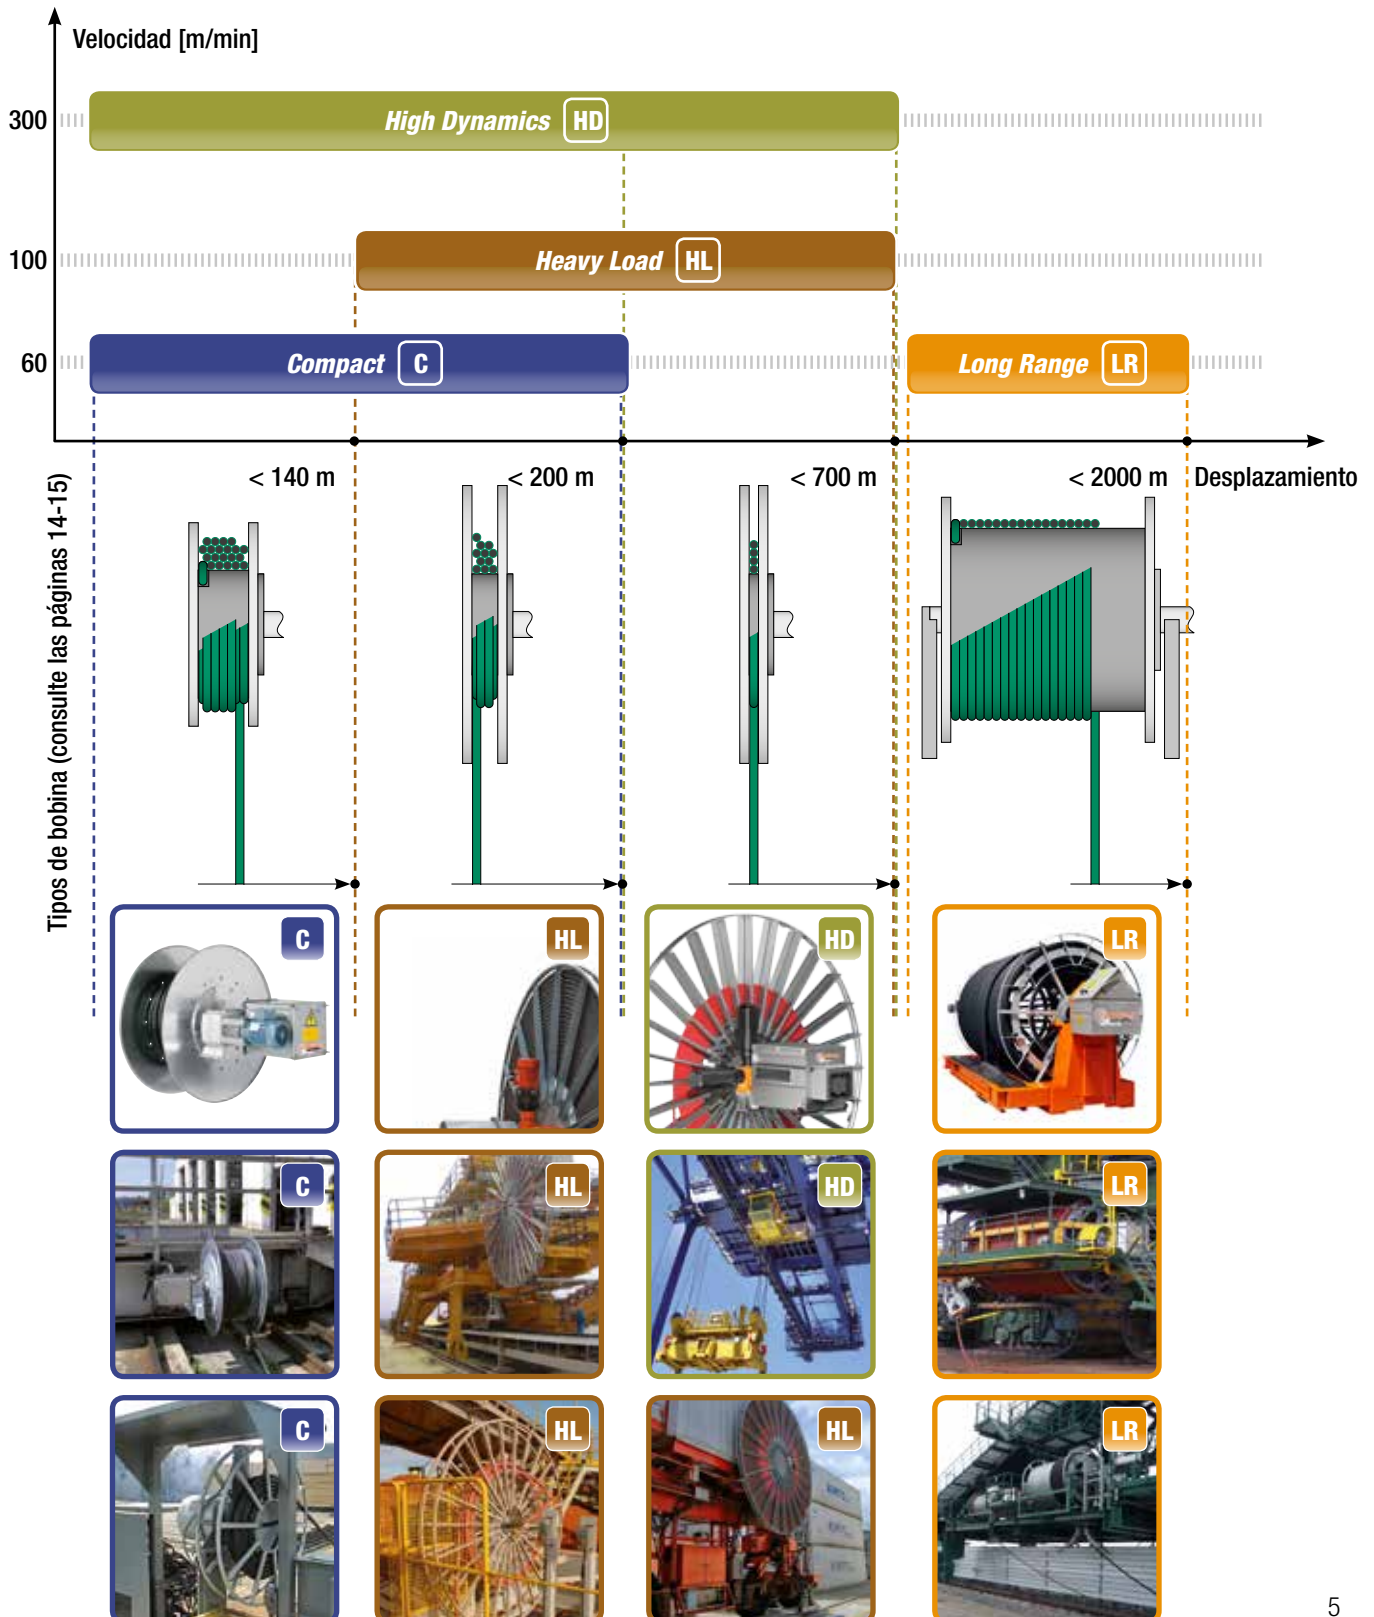 Velocidad [m/min]
300
High Dynamics HD
100
Heavy Load HL
60
Compact C
Long Range LR
< 140 m
< 200 m
< 700 m
< 2000 m
Desplazamiento
Tipos de bobina (consulte las páginas 14-15)
C
HL
HD
LR
C
HL
HD
LR
C
HL
HL
LR
5